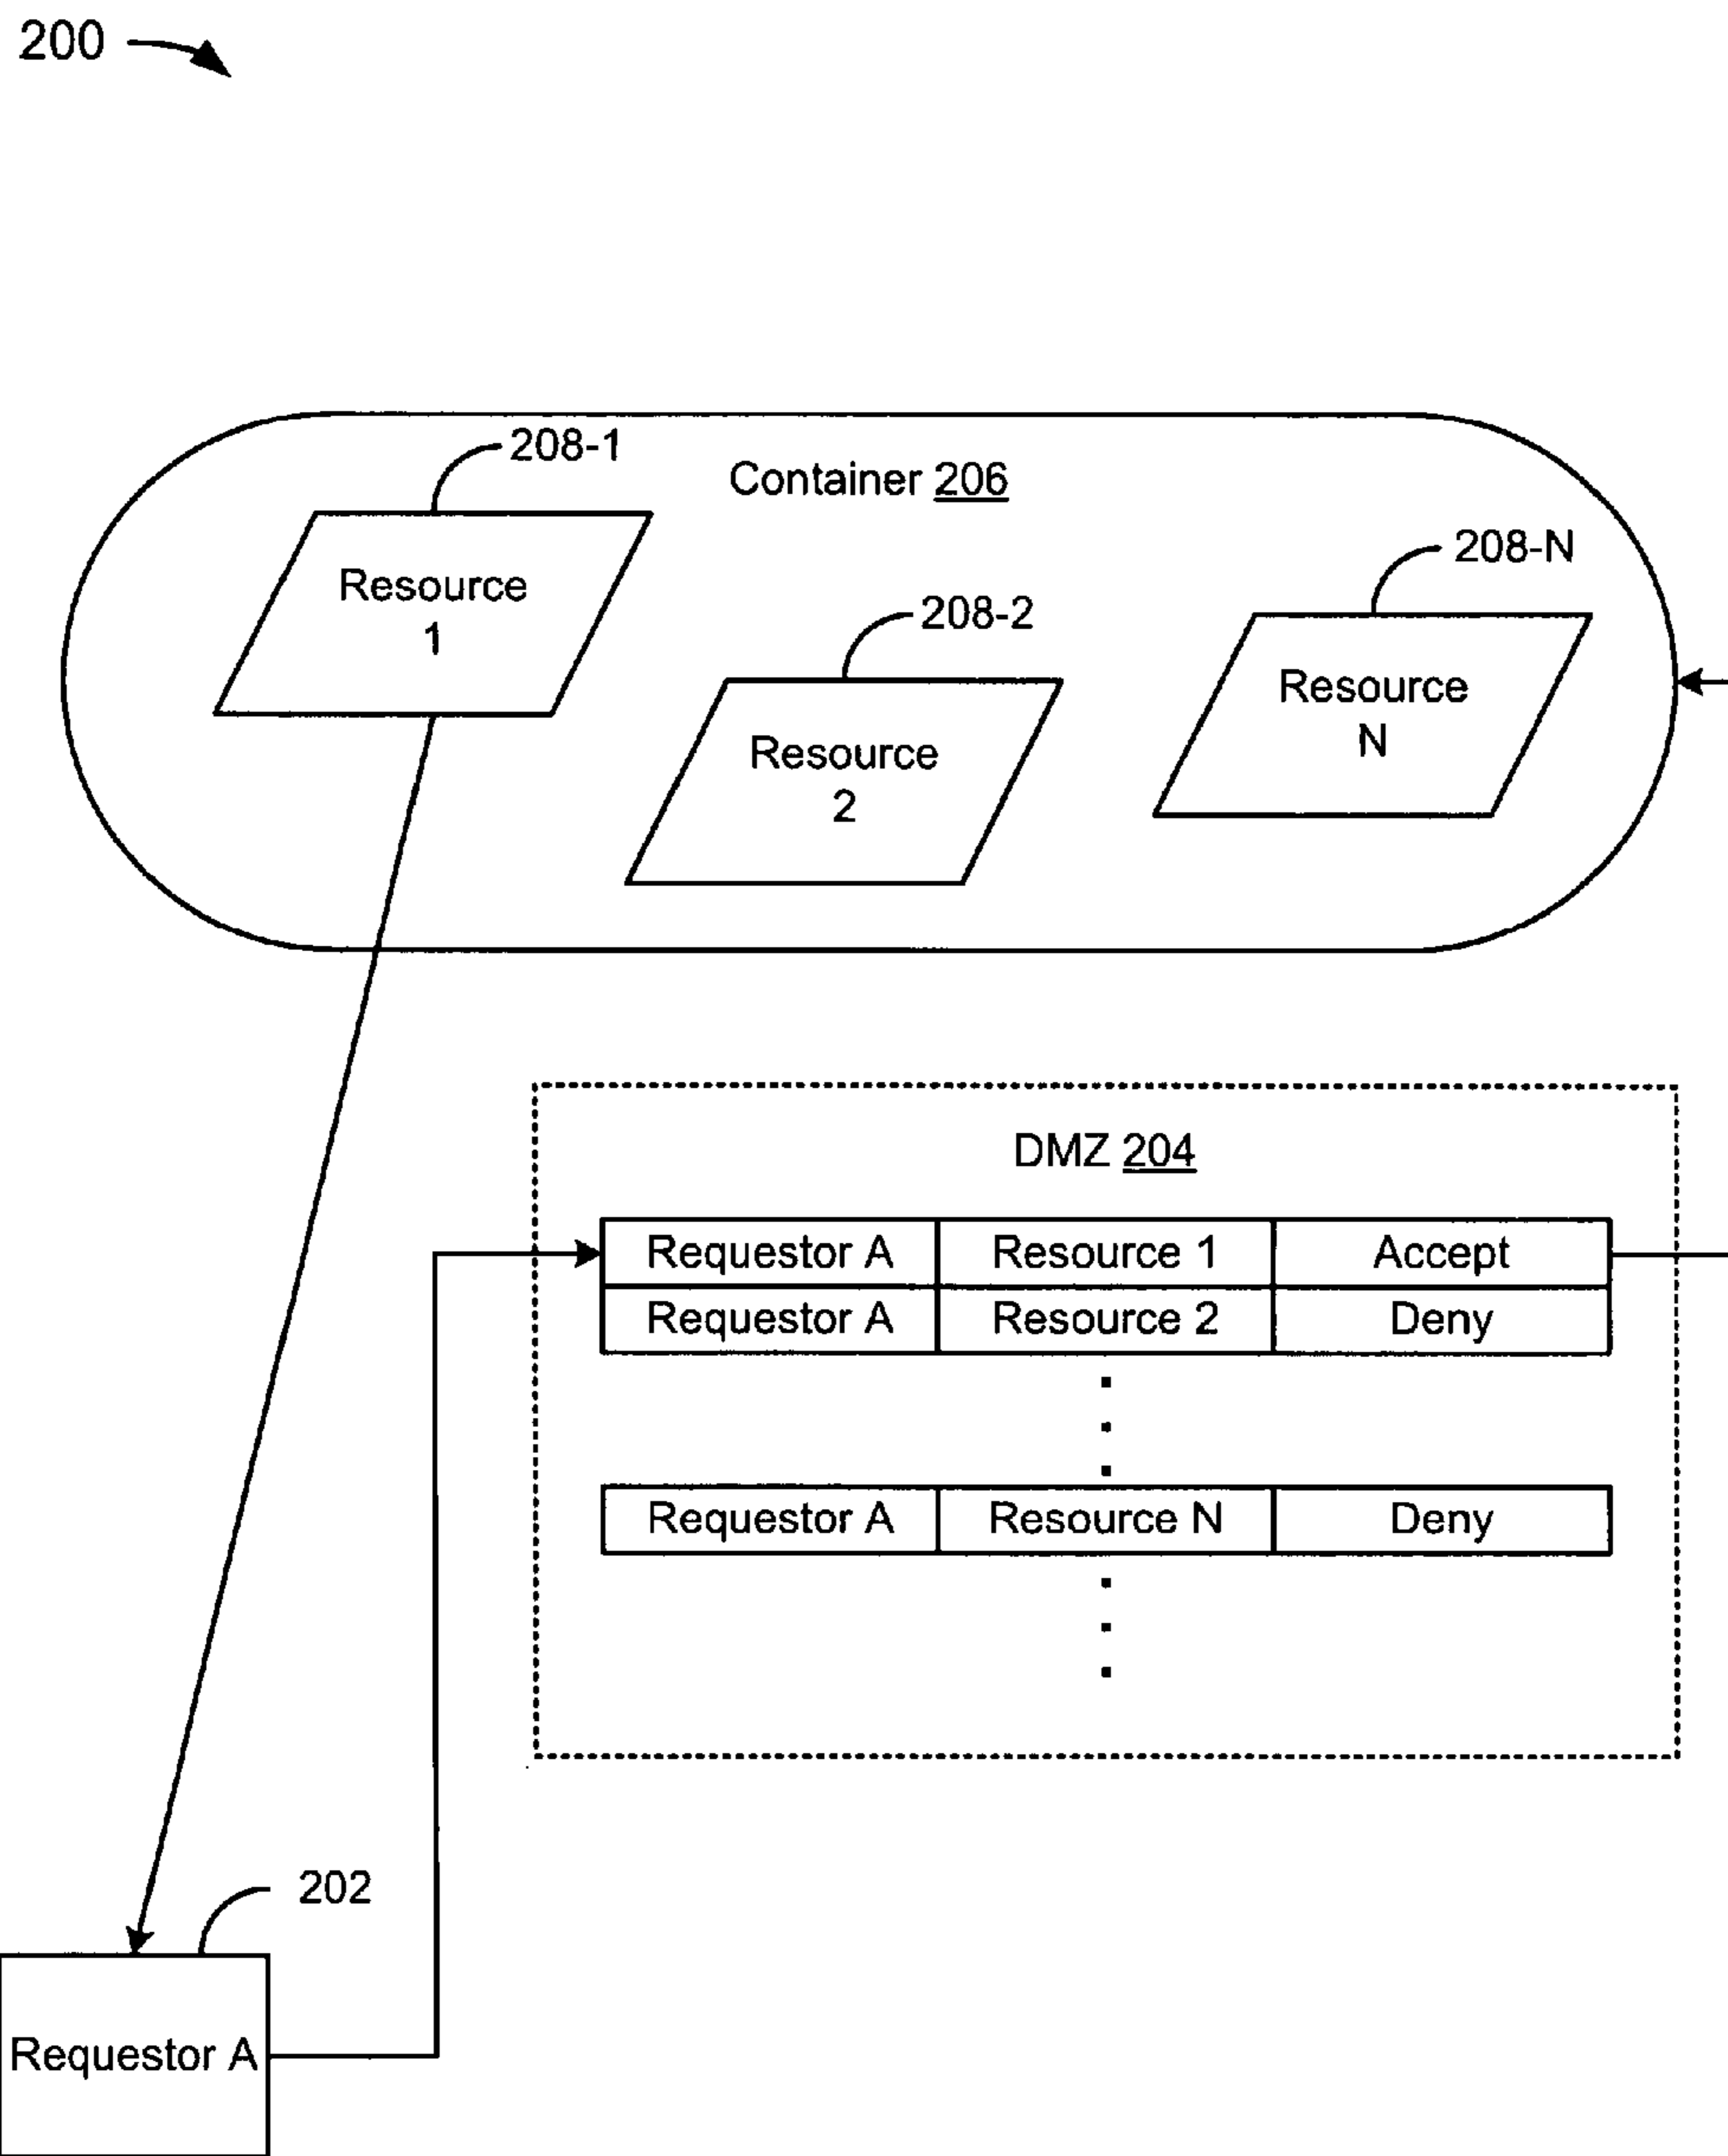 200
208-1
Container 206
208-N
Resource
1
208-2
Resource
N
Resource
2
DMZ 204
Requestor A Resource 1 Accept
Requestor A Resource 2 Deny
Requestor A Resource N Deny
202
Requestor A